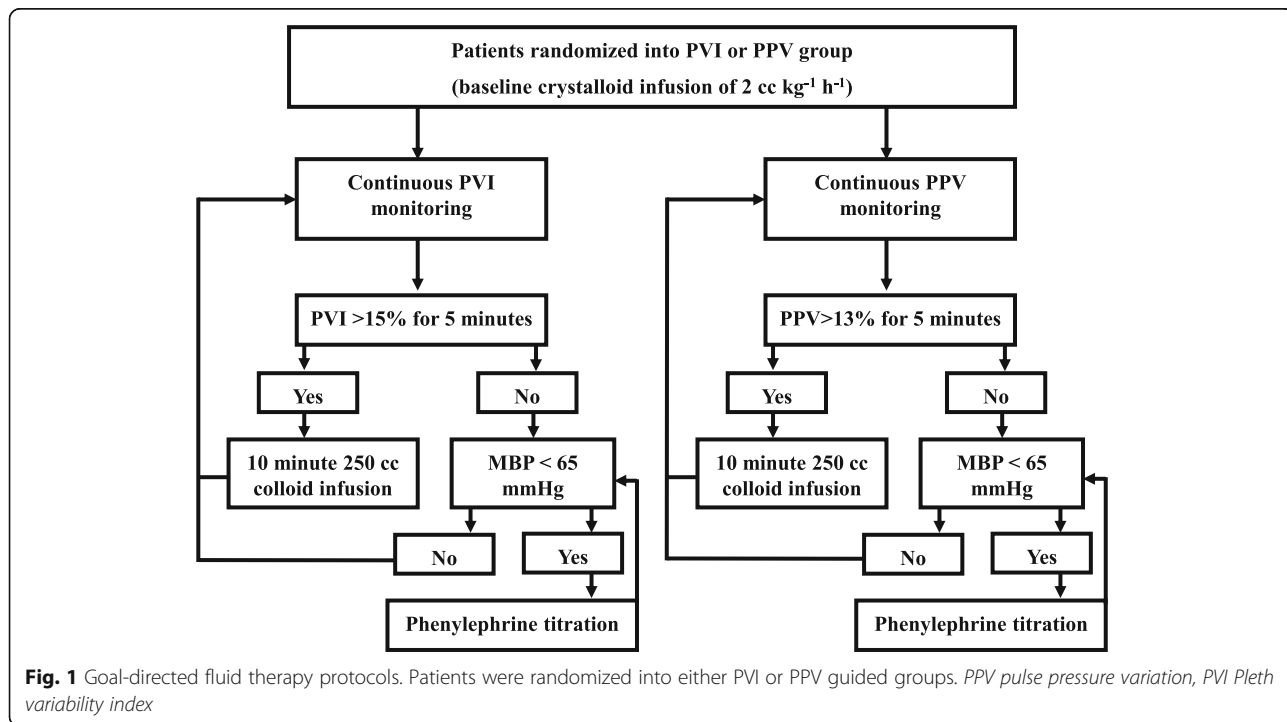 Patients randomized into PVI or PPV group
(baseline crystalloid infusion of 2 cc kg⁻¹ h⁻¹)
Continuous PVI
monitoring
PVI >15% for 5 minutes
Yes
No
10 minute 250 cc
colloid infusion
MBP < 65
mmHg
No
Yes
Phenylephrine titration
Continuous PPV
monitoring
PPV>13% for 5 minutes
Yes
No
10 minute 250 cc
colloid infusion
MBP < 65
mmHg
No
Yes
Phenylephrine titration
Fig. 1 Goal-directed fluid therapy protocols. Patients were randomized into either PVI or PPV guided groups. PPV pulse pressure variation, PVI Pleth
variability index